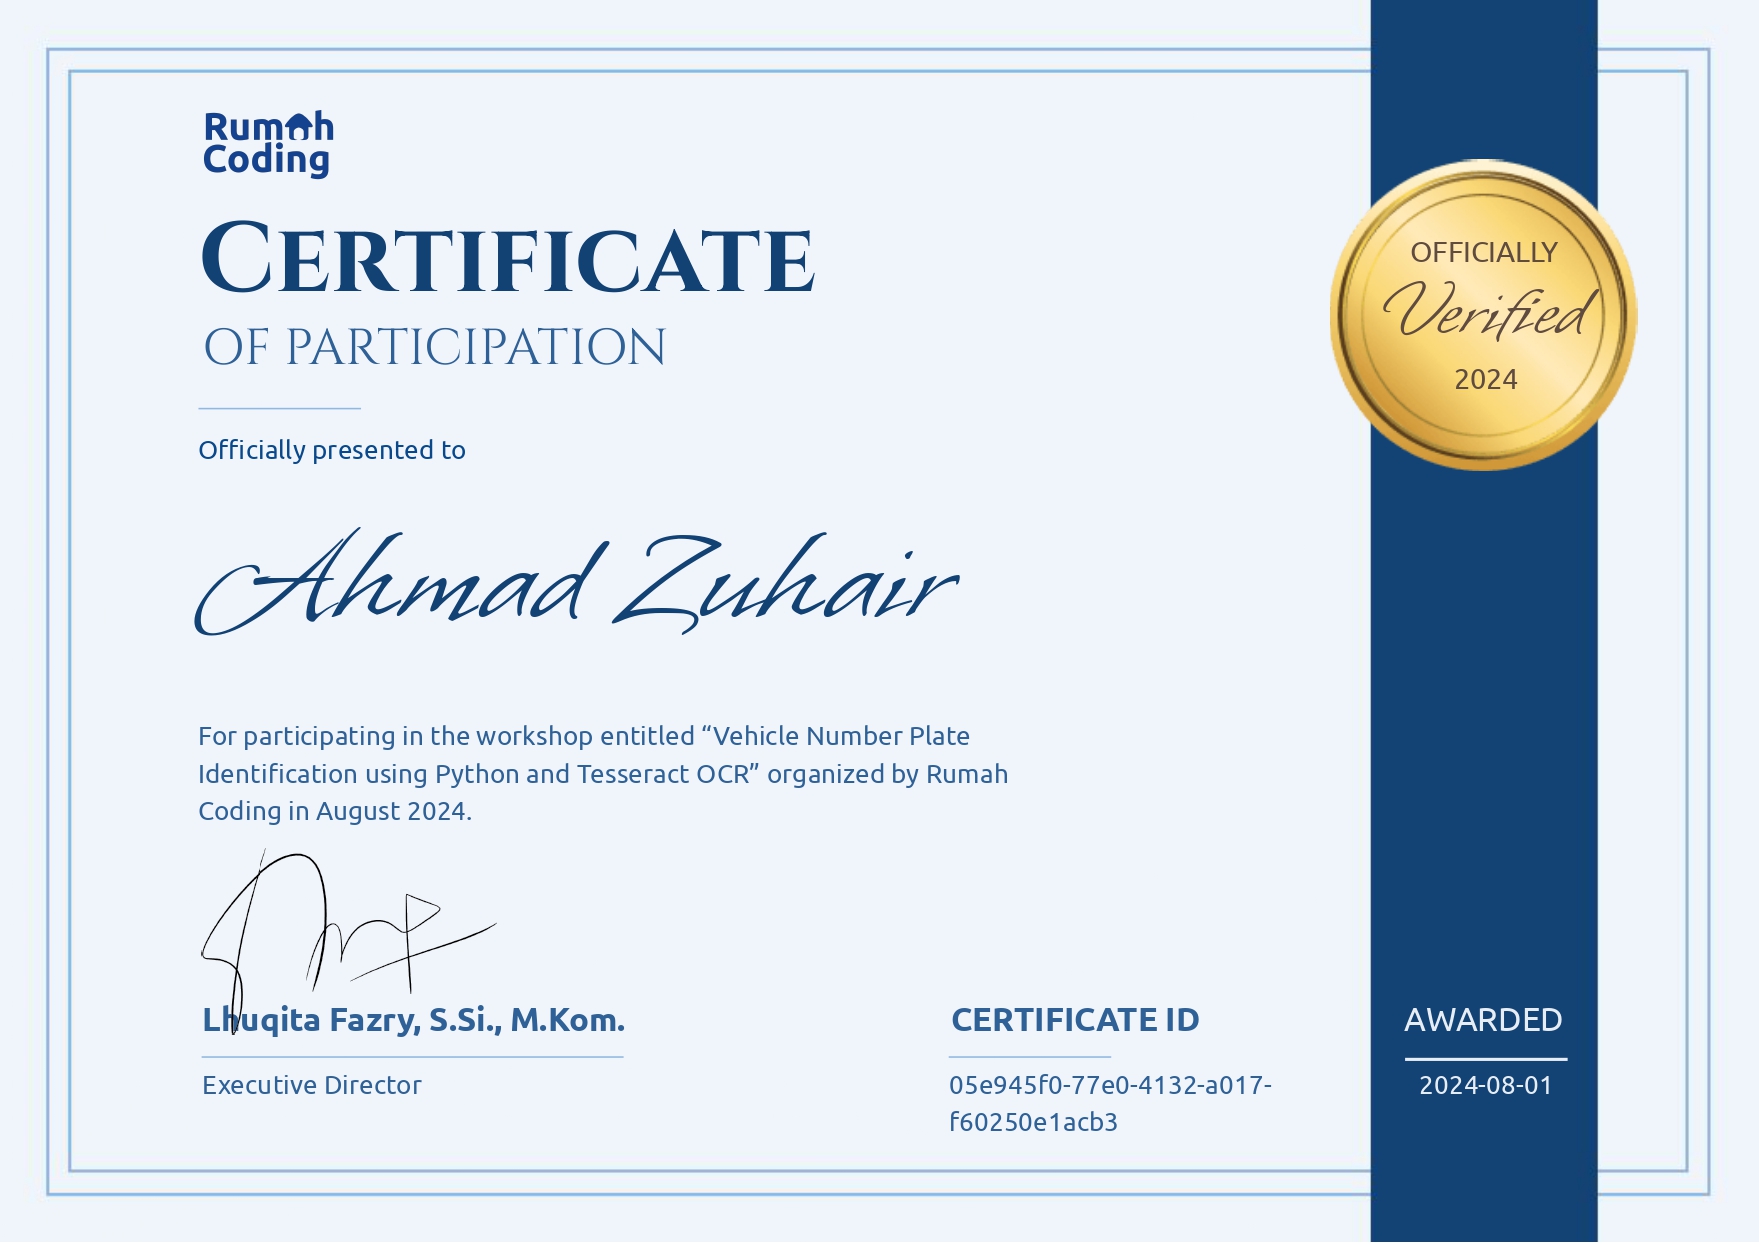 Rumah
Coding
CERTIFICATE
OF PARTICIPATION
OFFICIALLY
Verified
2024
Officially presented to
Ahmad Zuhair
For participating in the workshop entitled “Vehicle Number Plate
Identification using Python and Tesseract OCR” organized by Rumah
Coding in August 2024.
Lhuqita Fazry, S.Si., M.Kom.
Executive Director
CERTIFICATE ID
05e945f0-77e0-4132-a017-
f60250e1acb3
AWARDED
2024-08-01